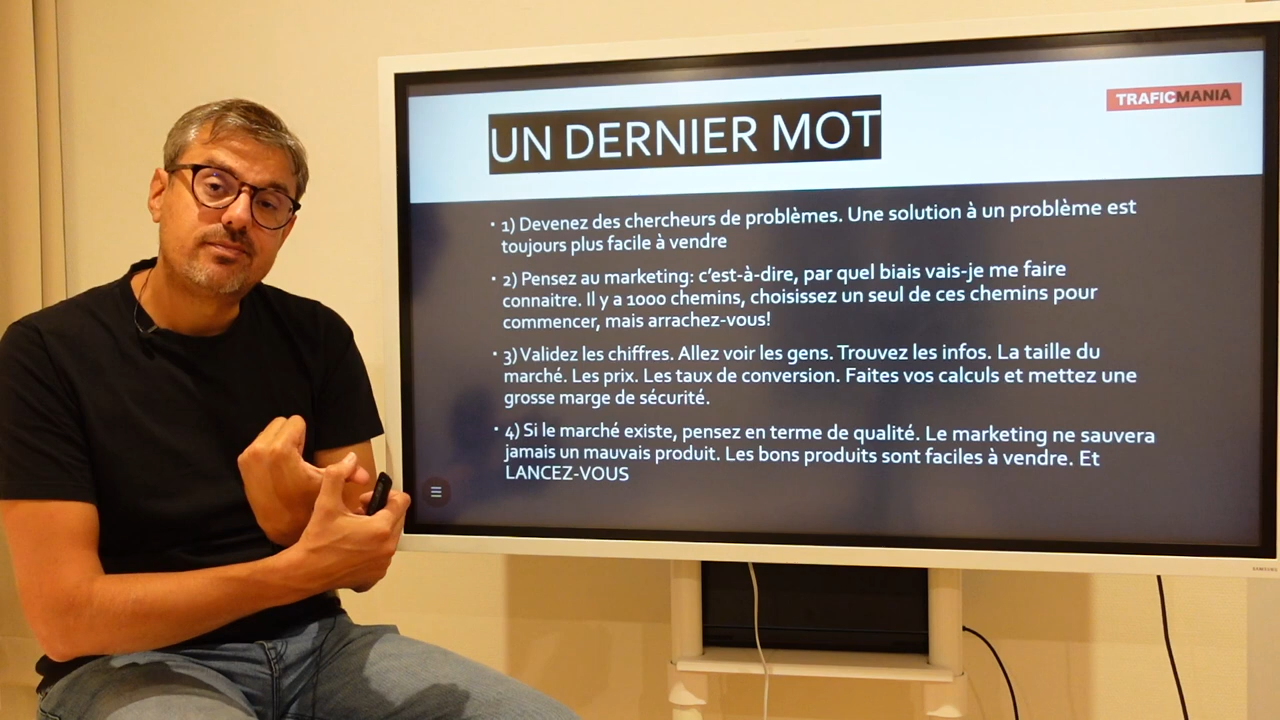 TRAFICMANIA
UN DERNIER MOT
· 1) Devenez des chercheurs de problèmes. Une solution à un problème est
toujours plus facile à vendre
· 2) Pensez au marketing: c’est-à-dire, par quel biais vais-je me faire
connaitre. Il y a 1000 chemins, choisissez un seul de ces chemins pour
commencer, mais arrachez-vous!
· 3) Validez les chiffres. Allez voir les gens. Trouvez les infos. La taille du
marché. Les prix. Les taux de conversion. Faites vos calculs et mettez une
grosse marge de sécurité.
· 4) Si le marché existe, pensez en terme de qualité. Le marketing ne sauvera
jamais un mauvais produit. Les bons produits sont faciles à vendre. Et
LANCEZ-VOUS
SAMSUNG